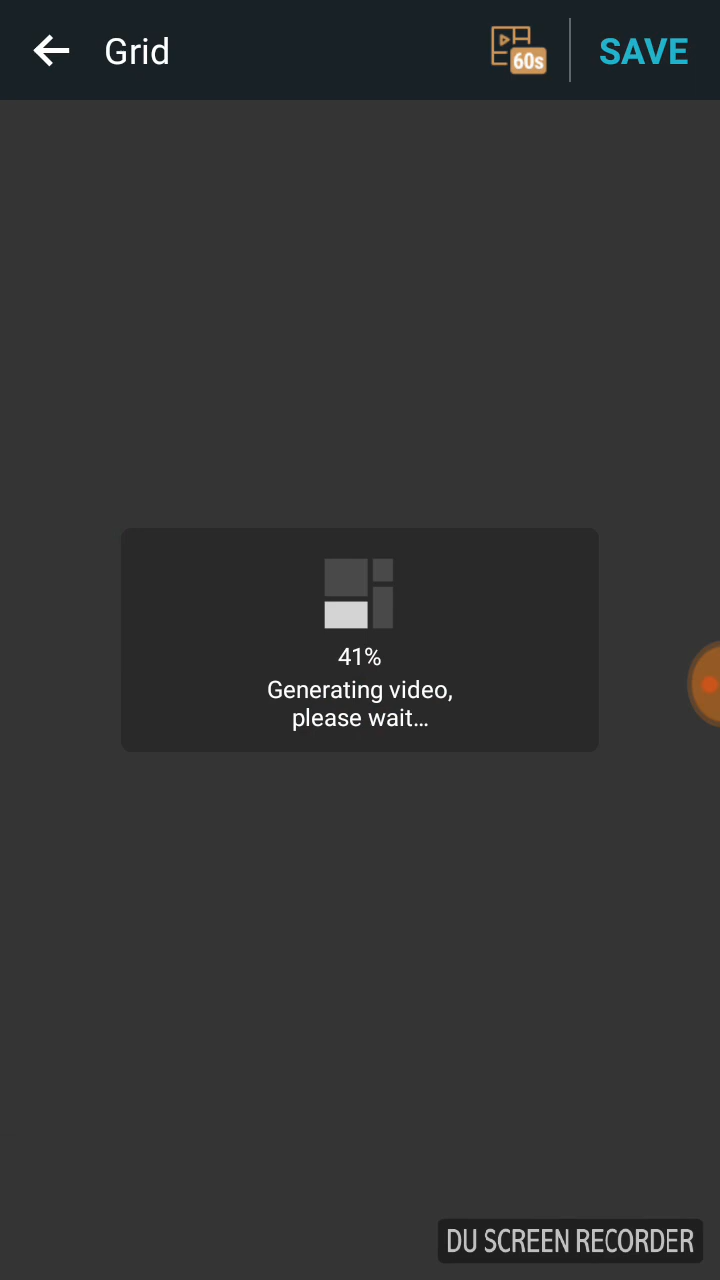 Grid
60s
SAVE
41%
Generating video,
please wait...
DU SCREEN RECORDER